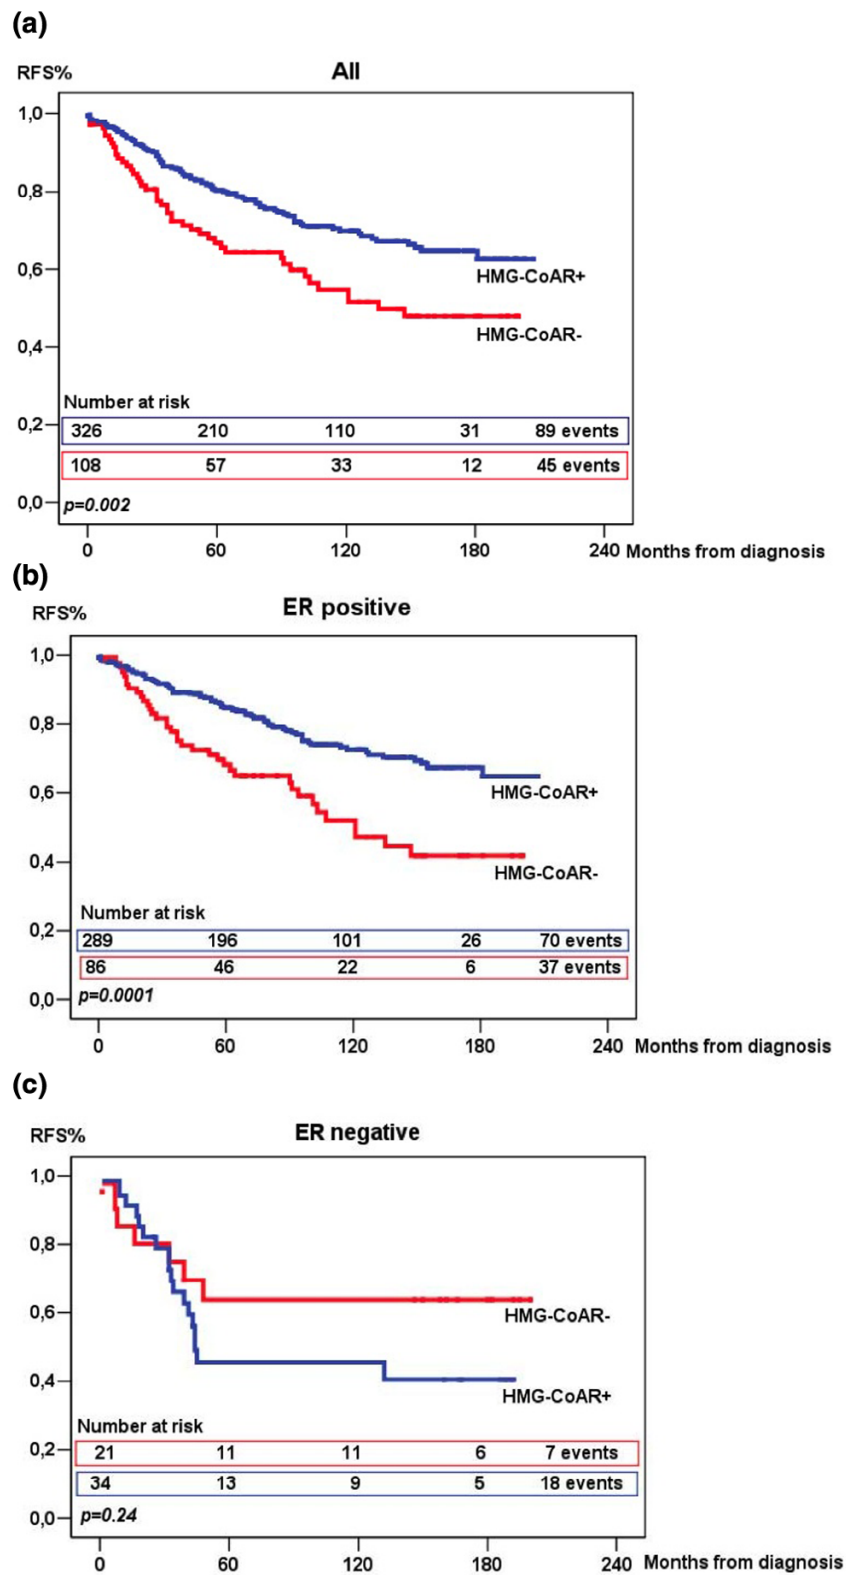 (a)
RFS%
All
1,0
0,8
0,6
HMG-CoAR+
HMG-CoAR-
0,4
Number at risk
0,2
326 210 110 31 89 events
108 57 33 12 45 events
0,0
p=0.002
0 60 120 180 240 Months from diagnosis
(b)
RFS%
ER positive
1,0
0,8
0,6
HMG-CoAR+
0,4
HMG-CoAR-
Number at risk
0,2
289 196 101 26 70 events
86 46 22 6 37 events
0,0
p=0.0001
0 60 120 180 240 Months from diagnosis
(c)
RFS%
ER negative
1,0
0,8
0,6
HMG-CoAR-
0,4
HMG-CoAR+
Number at risk
0,2
21 11 11 6 7 events
34 13 9 5 18 events
0,0
p=0.24
0 60 120 180 240 Months from diagnosis